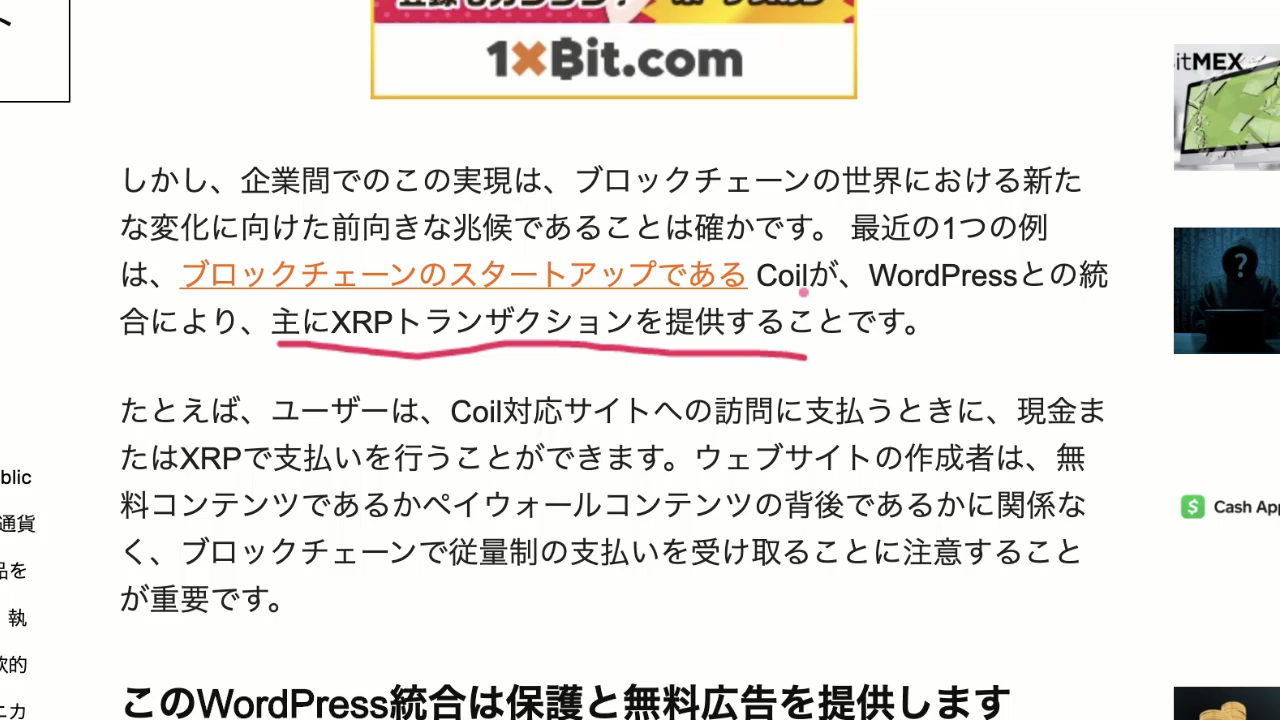 1×Bit.com
しかし、企業間でのこの実現は、ブロックチェーンの世界における新た
な変化に向けた前向きな兆候であることは確かです。 最近の1つの例
は、ブロックチェーンのスタートアップである Coilが、WordPressとの統
合により、主にXRPトランザクションを提供することです。
たとえば、ユーザーは、Coil対応サイトへの訪問に支払うときに、現金ま
たはXRPで支払いを行うことができます。ウェブサイトの作成者は、無
料コンテンツであるかペイウォールコンテンツの背後であるかに関係な
く、ブロックチェーンで従量制の支払いを受け取ることに注意すること
が重要です。
このWordPress統合は保護と無料広告を提供します
blic
通貨
品を
執
欠的
ニカ
itMEX
?
$ Cash App